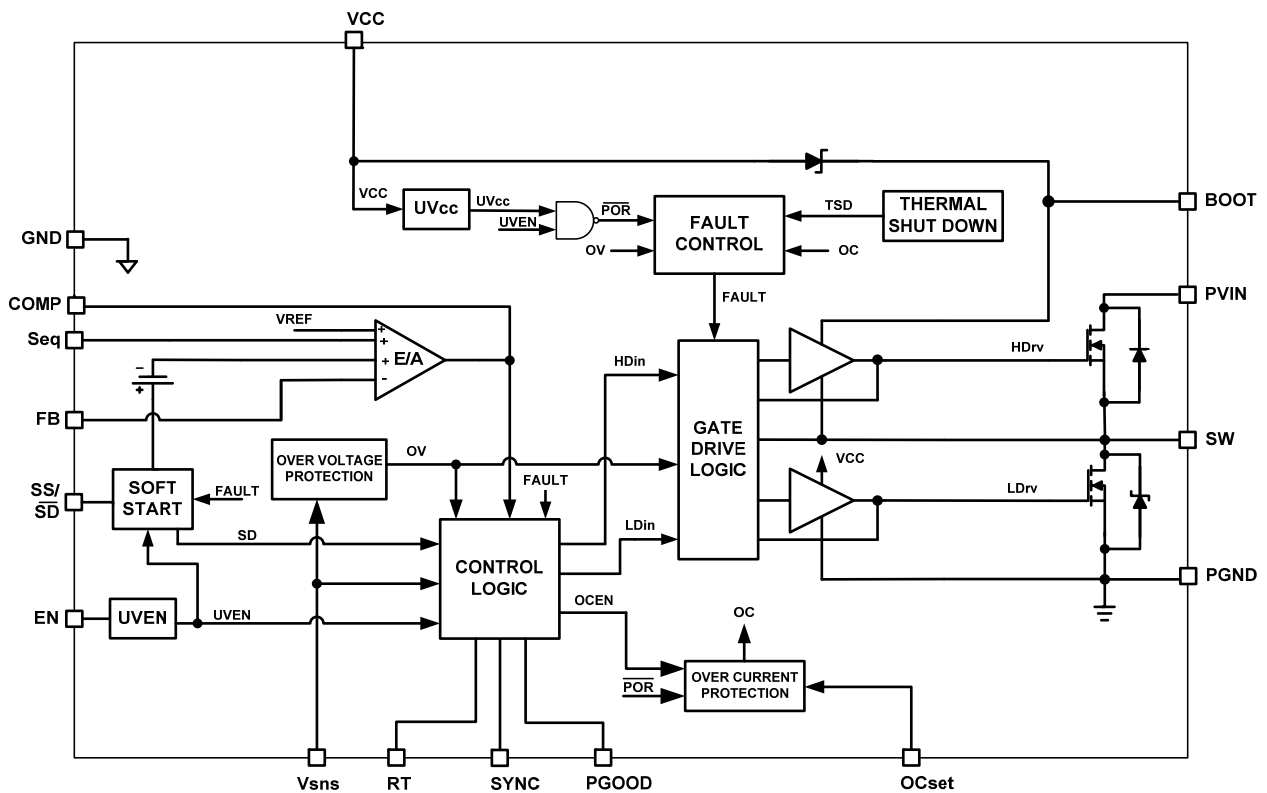 VCC
VCC
UVcc
UVcc
UVEN
POR
OV
FAULT
CONTROL
TSD
THERMAL
SHUT DOWN
OC
BOOT
GND
FAULT
PVIN
COMP
VREF
Seq
+
+
+
-
E/A
HDin
HDrv
−
+
FB
GATE
DRIVE
LOGIC
SW
OVER VOLTAGE
PROTECTION
OV
VCC
SS/
SD
SOFT
START
FAULT
FAULT
LDrv
SD
LDin
CONTROL
LOGIC
PGND
EN
UVEN
UVEN
OCEN
OC
POR
OVER CURRENT
PROTECTION
Vsns
RT
SYNC
PGOOD
OCset